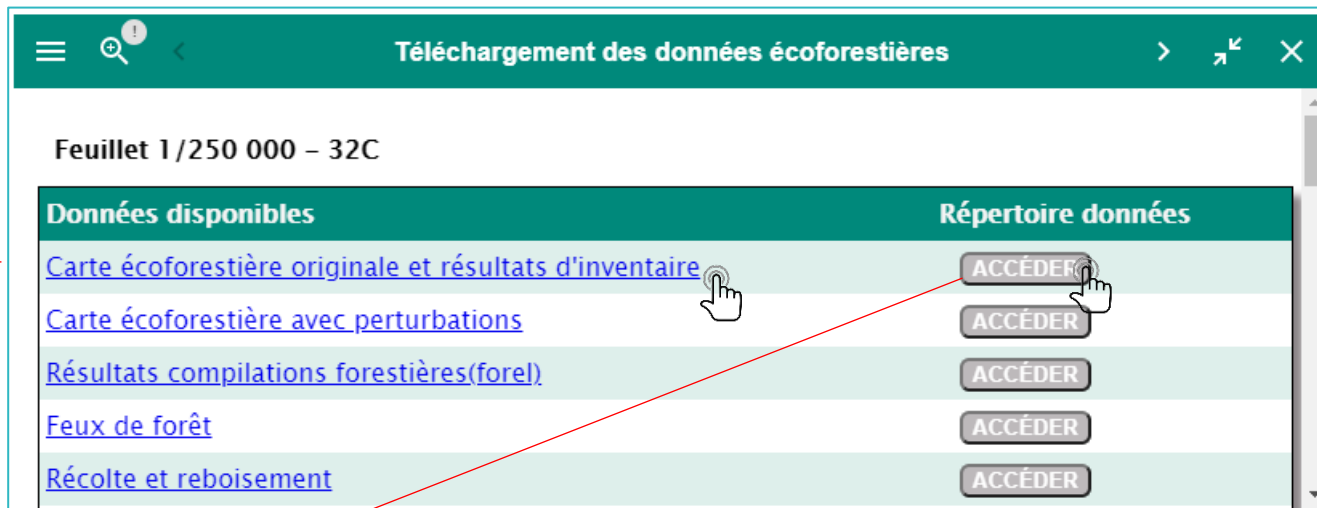 !
Téléchargement des données écoforestières
Feuillet 1/250 000 – 32C
Données disponibles Répertoire données
Carte écoforestière originale et résultats d'inventaire ACCÉDER
Carte écoforestière avec perturbations ACCÉDER
Résultats compilations forestières(forel) ACCÉDER
Feux de forêt ACCÉDER
Récolte et reboisement ACCÉDER